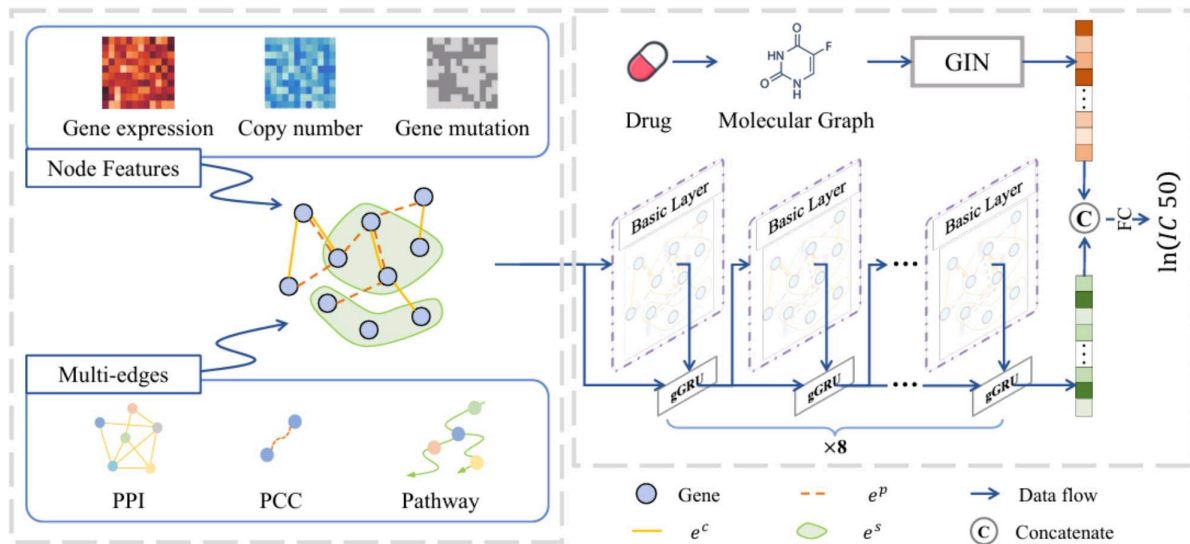 Gene expression
Copy number
Gene mutation
Node Features
Multi-edges
PPI
PCC
Pathway
Drug
Molecular Graph
GIN
O
F
HN
O
N
H
Basic Layer
Basic Layer
Basic Layer
...
gGRU
gGRU
...
gGRU
×8
C
FC
ln(IC 50)
Gene
e^p
Data flow
e^c
e^s
C
Concatenate